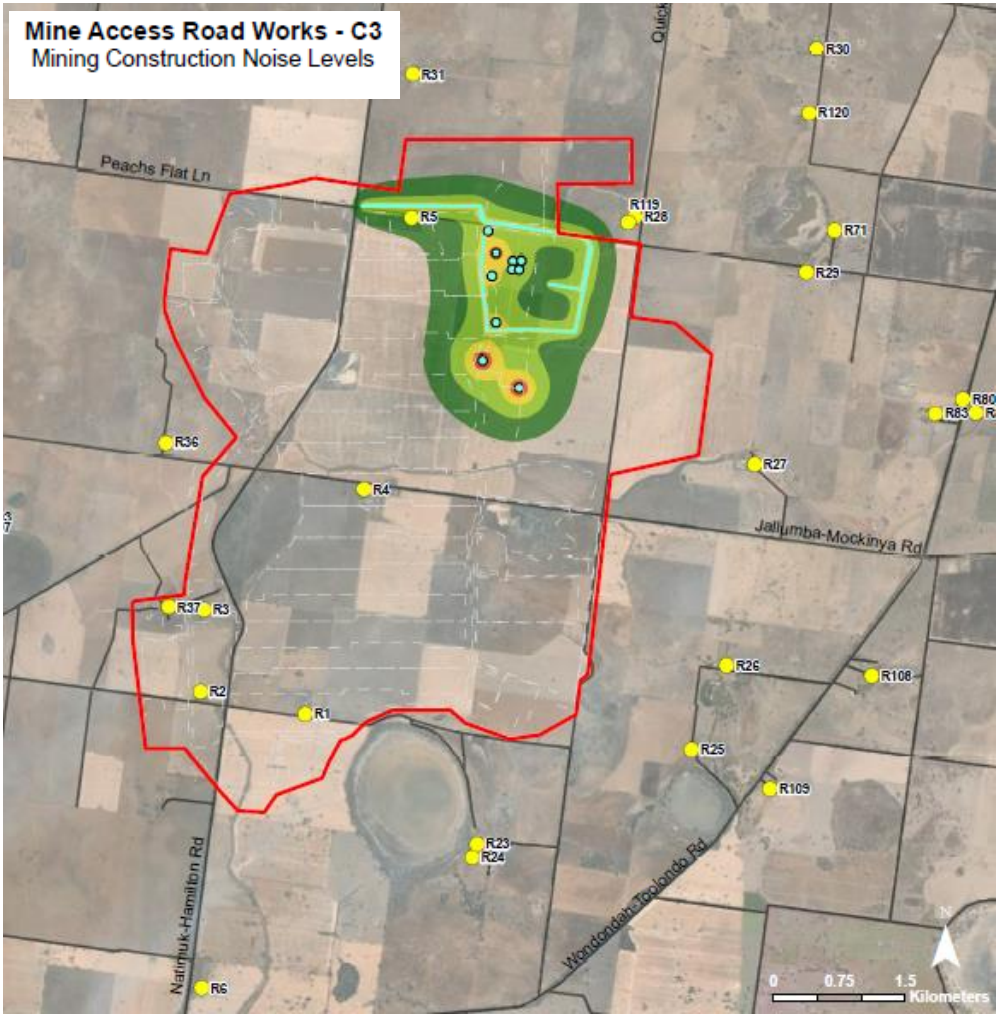 Mine Access Road Works - C3
Mining Construction Noise Levels
Quick
R30
R31
R120
Peachs Flat Ln
R119
R5
R28
R71
R29
R80
R83
R36
R27
R4
Jallumba-Mockinya Rd
R37
R3
R26
R108
R2
R1
R25
R109
R23
R24
Natimuk-Hamilton Rd
Wondondah-Toolondo Rd
N
R6
0 0.75 1.5
Kilometers